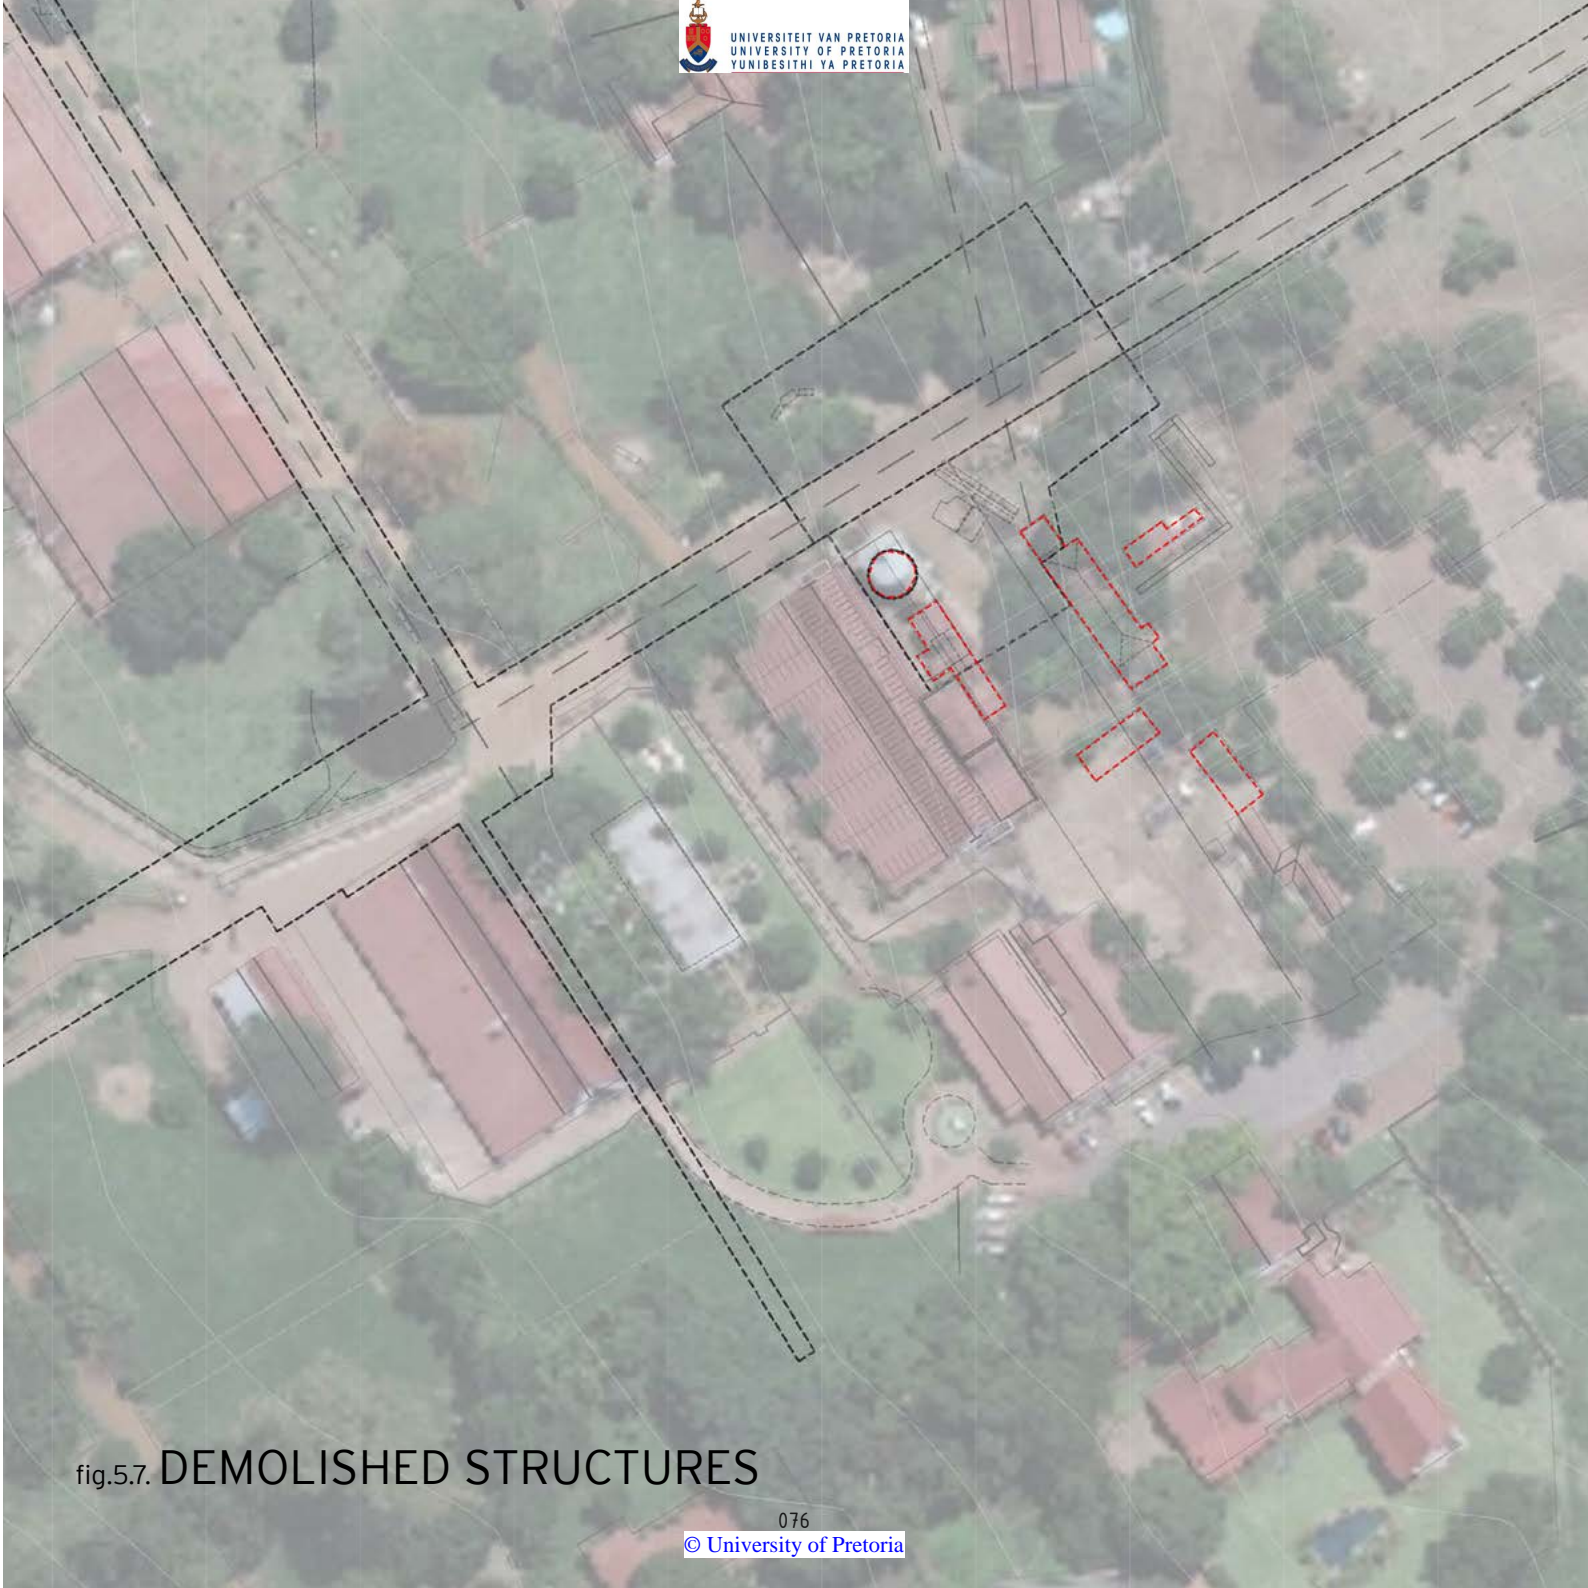 UNIVERSITEIT VAN PRETORIA
UNIVERSITY OF PRETORIA
YUNIBESITHI YA PRETORIA
fig.5.7. DEMOLISHED STRUCTURES
076
© University of Pretoria